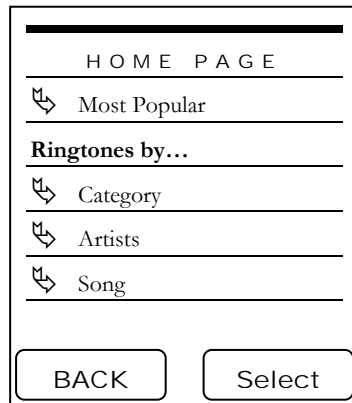 HOME PAGE
Most Popular
Ringtones by…
Category
Artists
Song
BACK Select